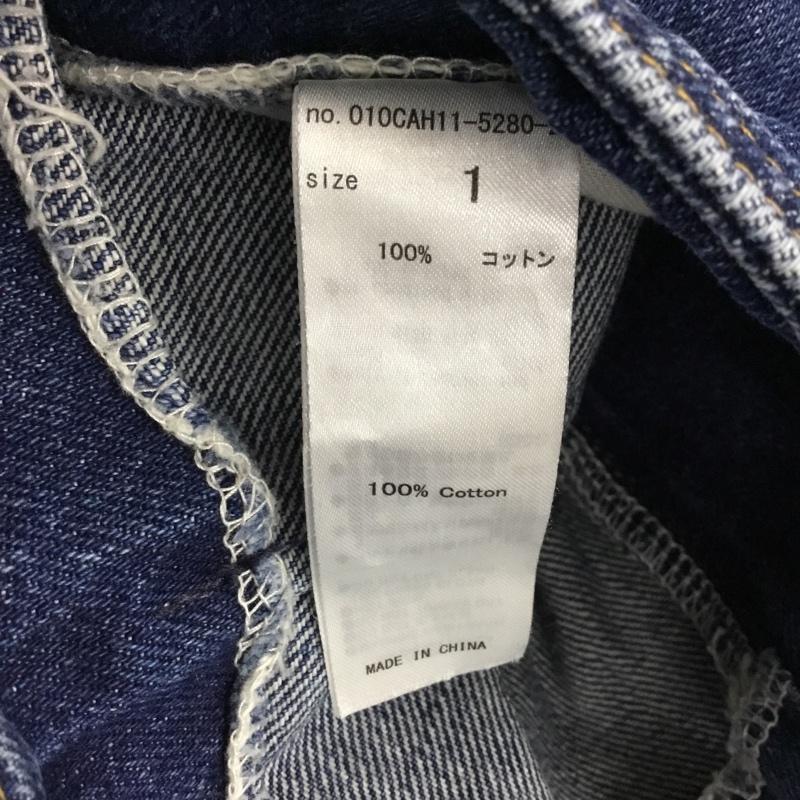 no. 010CAH11-5280-
size 1
100% コットン
100% Cotton
MADE IN CHINA